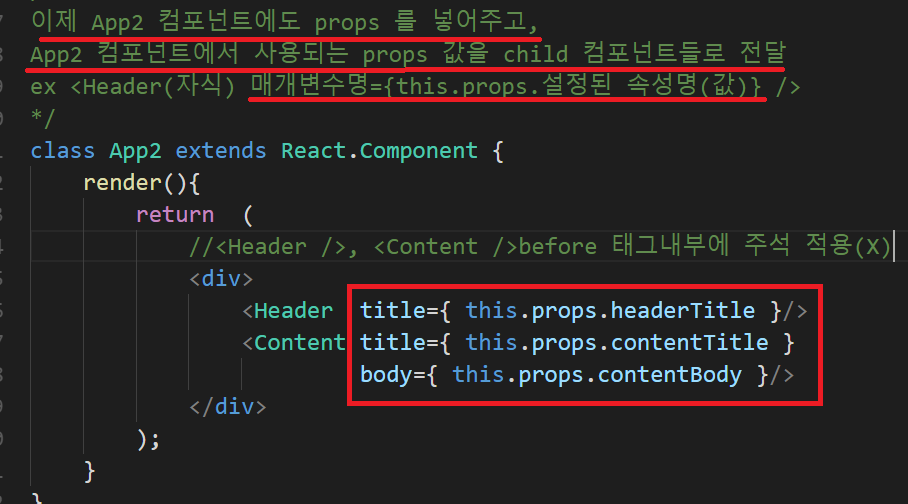 이제 App2 컴포넌트에도 props 를 넣어주고,
App2 컴포넌트에서 사용되는 props 값을 child 컴포넌트들로 전달
ex <Header(자식) 매개변수명={this.props.설정된 속성명(값)} />
*/
class App2 extends React.Component {
render(){
return (
//<Header />, <Content />before 태그내부에 주석 적용(X)
<div>
<Header title={ this.props.headerTitle }/>
<Content title={ this.props.contentTitle }
body={ this.props.contentBody }/>
</div>
);
}
}